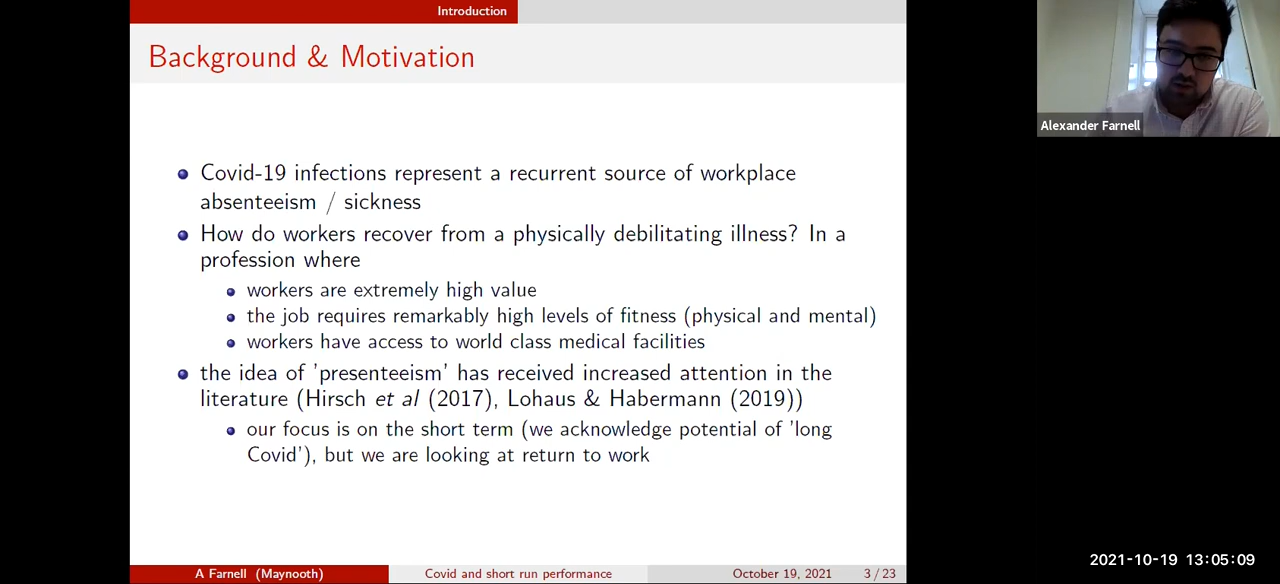 Introduction
Background & Motivation
Covid-19 infections represent a recurrent source of workplace
absenteeism / sickness
How do workers recover from a physically debilitating illness? In a
profession where
workers are extremely high value
the job requires remarkably high levels of fitness (physical and mental)
workers have access to world class medical facilities
the idea of 'presenteeism' has received increased attention in the
literature (Hirsch et al (2017), Lohaus & Habermann (2019))
our focus is on the short term (we acknowledge potential of 'long
Covid'), but we are looking at return to work
A Farnell (Maynooth)
Covid and short run performance
October 19, 2021
3 / 23
Alexander Farnell
2021-10-19 13:05:09